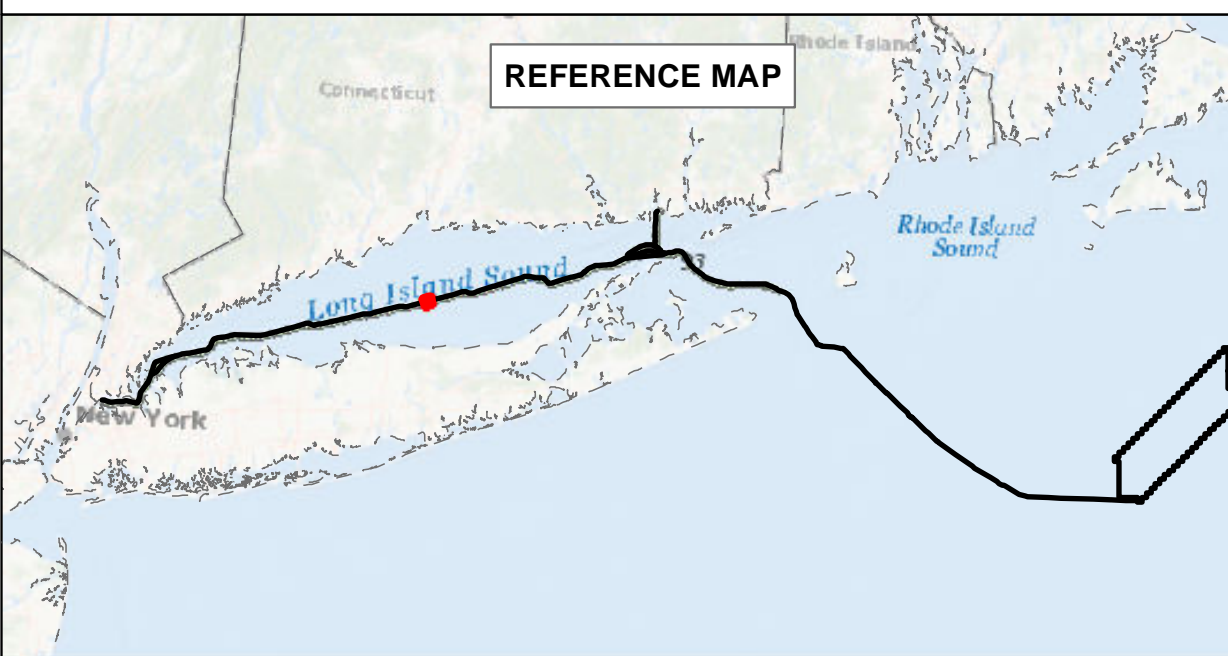 Rhode Island
REFERENCE MAP
Connecticut
Rhode Island
Sound
Long Island Sound
New York